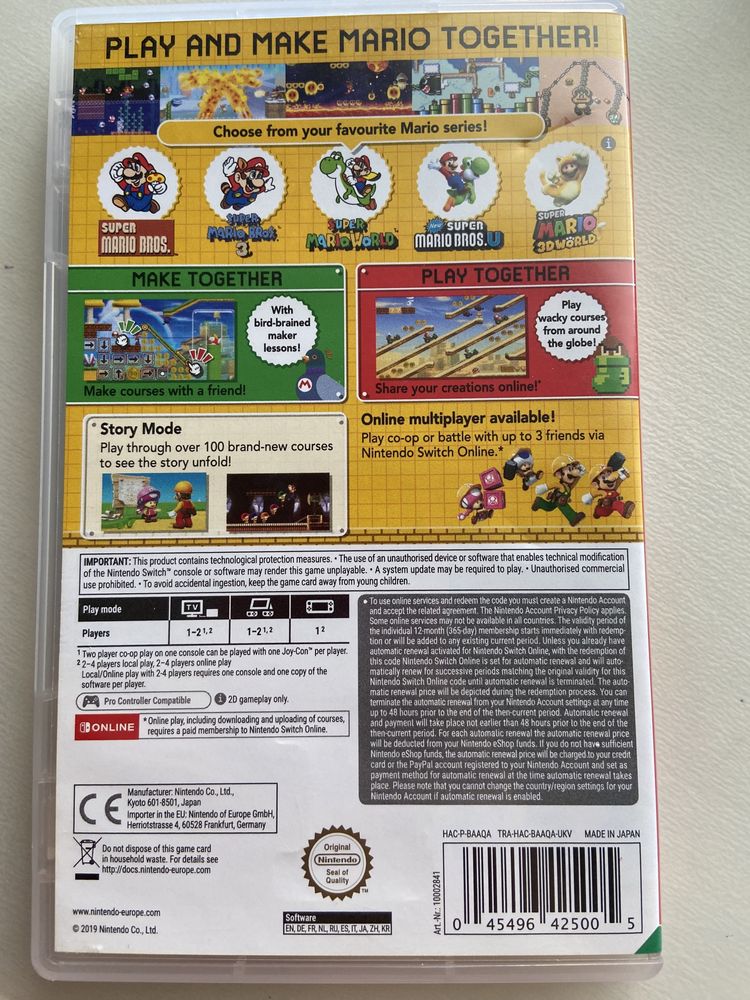 PLAY AND MAKE MARIO TOGETHER!
Choose from your favourite Mario series!
i
SUPER
MARIO BROS.
SUPER
MARIO BROS.
3
SUPER
MARIO WORLD
New SUPER
MARIO BROS. U
SUPER
MARIO
3D WORLD
MAKE TOGETHER
With
bird-brained
maker
lessons!
M
Make courses with a friend!
PLAY TOGETHER
Play
wacky courses
from around
the globe!
Share your creations online!*
Story Mode
Play through over 100 brand-new courses
to see the story unfold!
Online multiplayer available!
Play co-op or battle with up to 3 friends via
Nintendo Switch Online.*
IMPORTANT: This product contains technological protection measures. • The use of an unauthorised device or software that enables technical modification
of the Nintendo Switch™ console or software may render this game unplayable. • A system update may be required to play. • Unauthorised commercial
use prohibited. • To avoid accidental ingestion, keep the game card away from young children.
Play mode TV
Players 1–2 1, 2 1–2 1, 2 1 2
1 Two player co-op play on one console can be played with one Joy-Con™ per player.
2 2–4 players local play, 2–4 players online play
Local/Online play with 2-4 players requires one console and one copy of the
software per player.
Pro Controller Compatible i 2D gameplay only.
ONLINE
*Online play, including downloading and uploading of courses,
requires a paid membership to Nintendo Switch Online.
• To use online services and redeem the code you must create a Nintendo Account
and accept the related agreement. The Nintendo Account Privacy Policy applies.
Some online services may not be available in all countries. The validity period of
the individual 12-month (365-day) membership starts immediately with redemp-
tion or will be added to any existing current period. Unless you already have
automatic renewal activated for Nintendo Switch Online, with the redemption of
this code Nintendo Switch Online is set for automatic renewal and will auto-
matically renew for successive periods matching the original validity for this
Nintendo Switch Online code until automatic renewal is terminated. The auto-
matic renewal price will be depicted during the redemption process. You can
terminate the automatic renewal from your Nintendo Account settings at any time
up to 48 hours prior to the end of the then-current period. Automatic renewal
and payment will take place not earlier than 48 hours prior to the end of the
then-current period. For each automatic renewal the automatic renewal price
will be deducted from your Nintendo eShop funds. If you do not have sufficient
Nintendo eShop funds, the automatic renewal price will be charged to your credit
card or the PayPal account registered to your Nintendo Account and set as
payment method for automatic renewal at the time automatic renewal takes
place. Please note that you cannot change the country/region settings for your
Nintendo Account if automatic renewal is enabled.
CE
Manufacturer: Nintendo Co., Ltd.,
Kyoto 601-8501, Japan
Importer in the EU: Nintendo of Europe GmbH,
Herriotstrasse 4, 60528 Frankfurt, Germany
Do not dispose of this card
in household waste. For details see
http://docs.nintendo-europe.com
Original
Nintendo
Seal of
Quality
TM
www.nintendo-europe.com
© 2019 Nintendo Co., Ltd.
Software
EN, DE, FR, NL, RU, ES, IT, JA, ZH, KR
HAC-P-BAAQA TRA-HAC-BAAQA-UKV MADE IN JAPAN
Art.-Nr.: 10002841
0 45496 42500 5